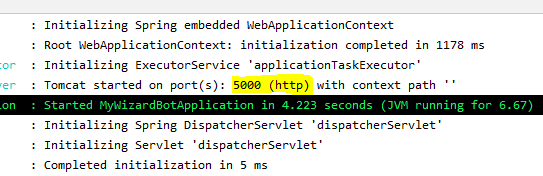 : Initializing Spring embedded WebApplicationContext
: Root WebApplicationContext: initialization completed in 1178 ms
tor : Initializing ExecutorService 'applicationTaskExecutor'
ver : Tomcat started on port(s): 5000 (http) with context path ''
ion : Started MyWizardBotApplication in 4.223 seconds (JVM running for 6.67)
: Initializing Spring DispatcherServlet 'dispatcherServlet'
: Initializing Servlet 'dispatcherServlet'
: Completed initialization in 5 ms